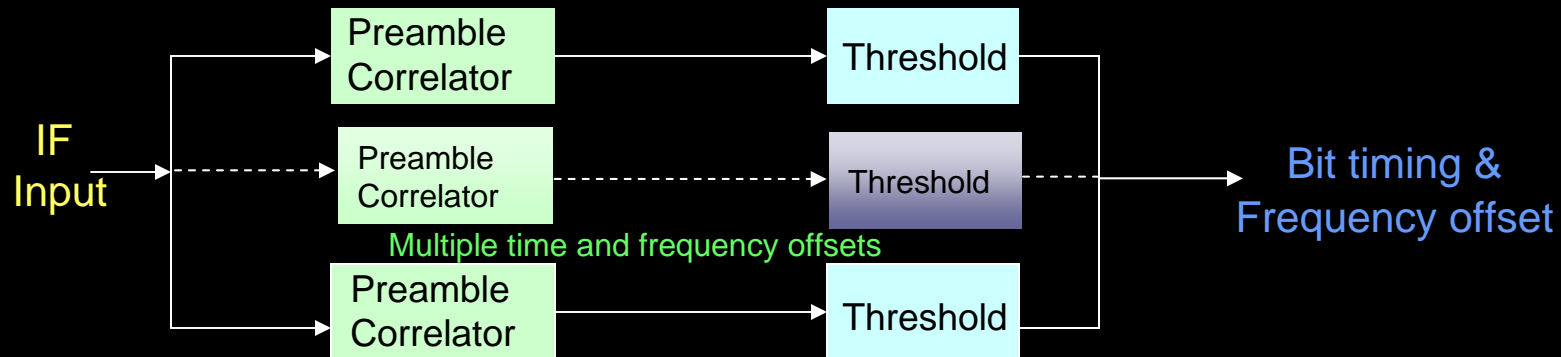 Preamble
Correlator
Threshold
IF
Input
Preamble
Correlator
Threshold
Bit timing &
Frequency offset
Multiple time and frequency offsets
Preamble
Correlator
Threshold